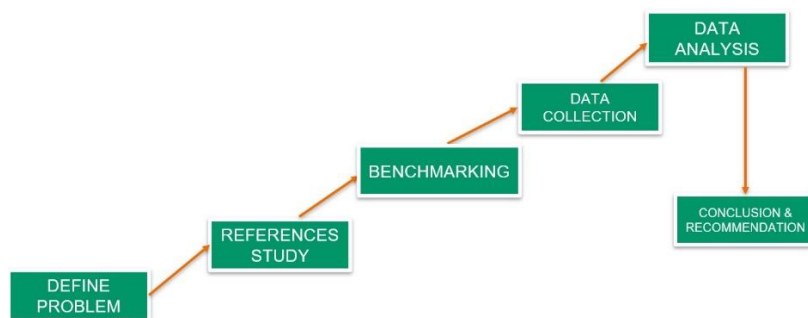 DEFINE
PROBLEM
REFERENCES
STUDY
BENCHMARKING
DATA
COLLECTION
DATA
ANALYSIS
CONCLUSION &
RECOMMENDATION